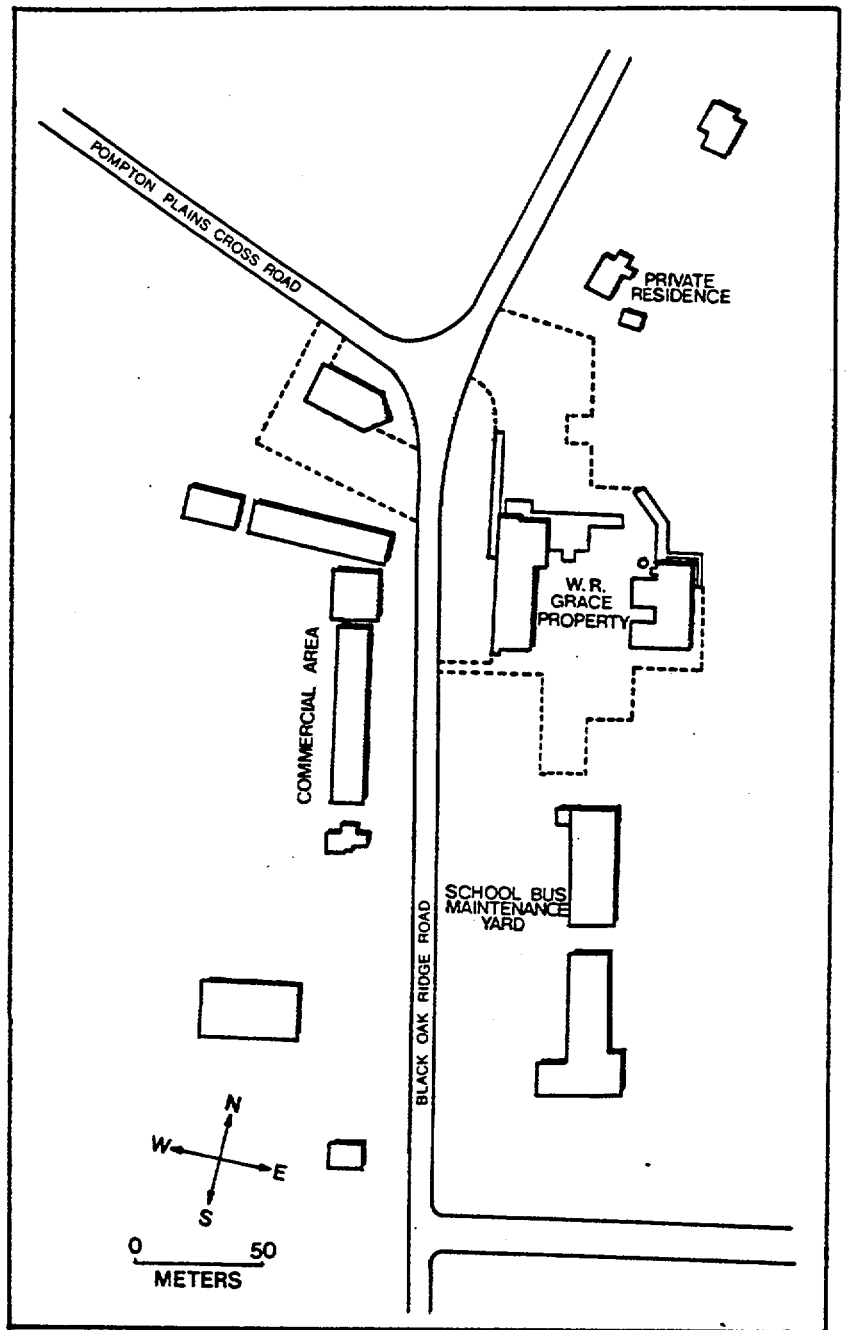 POMPTON PLAINS CROSS ROAD
PRIVATE
RESIDENCE
W. R.
GRACE
PROPERTY
COMMERCIAL AREA
SCHOOL BUS
MAINTENANCE
YARD
BLACK OAK RIDGE ROAD
N
W
E
S
0 50
METERS